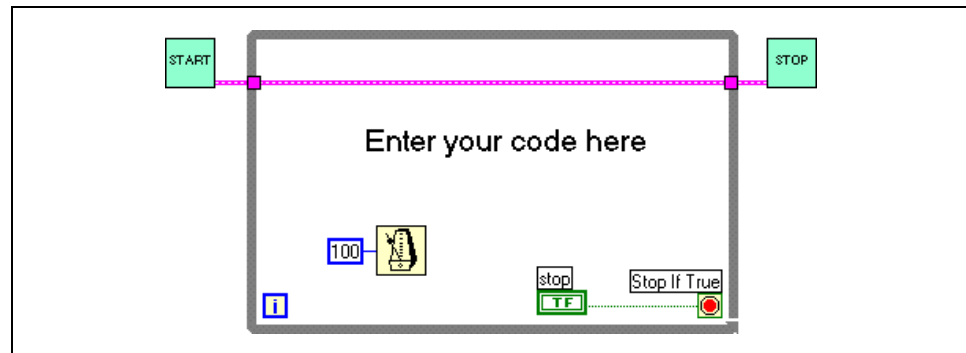 START
STOP
Enter your code here
100
stop
Stop If True
TF
i